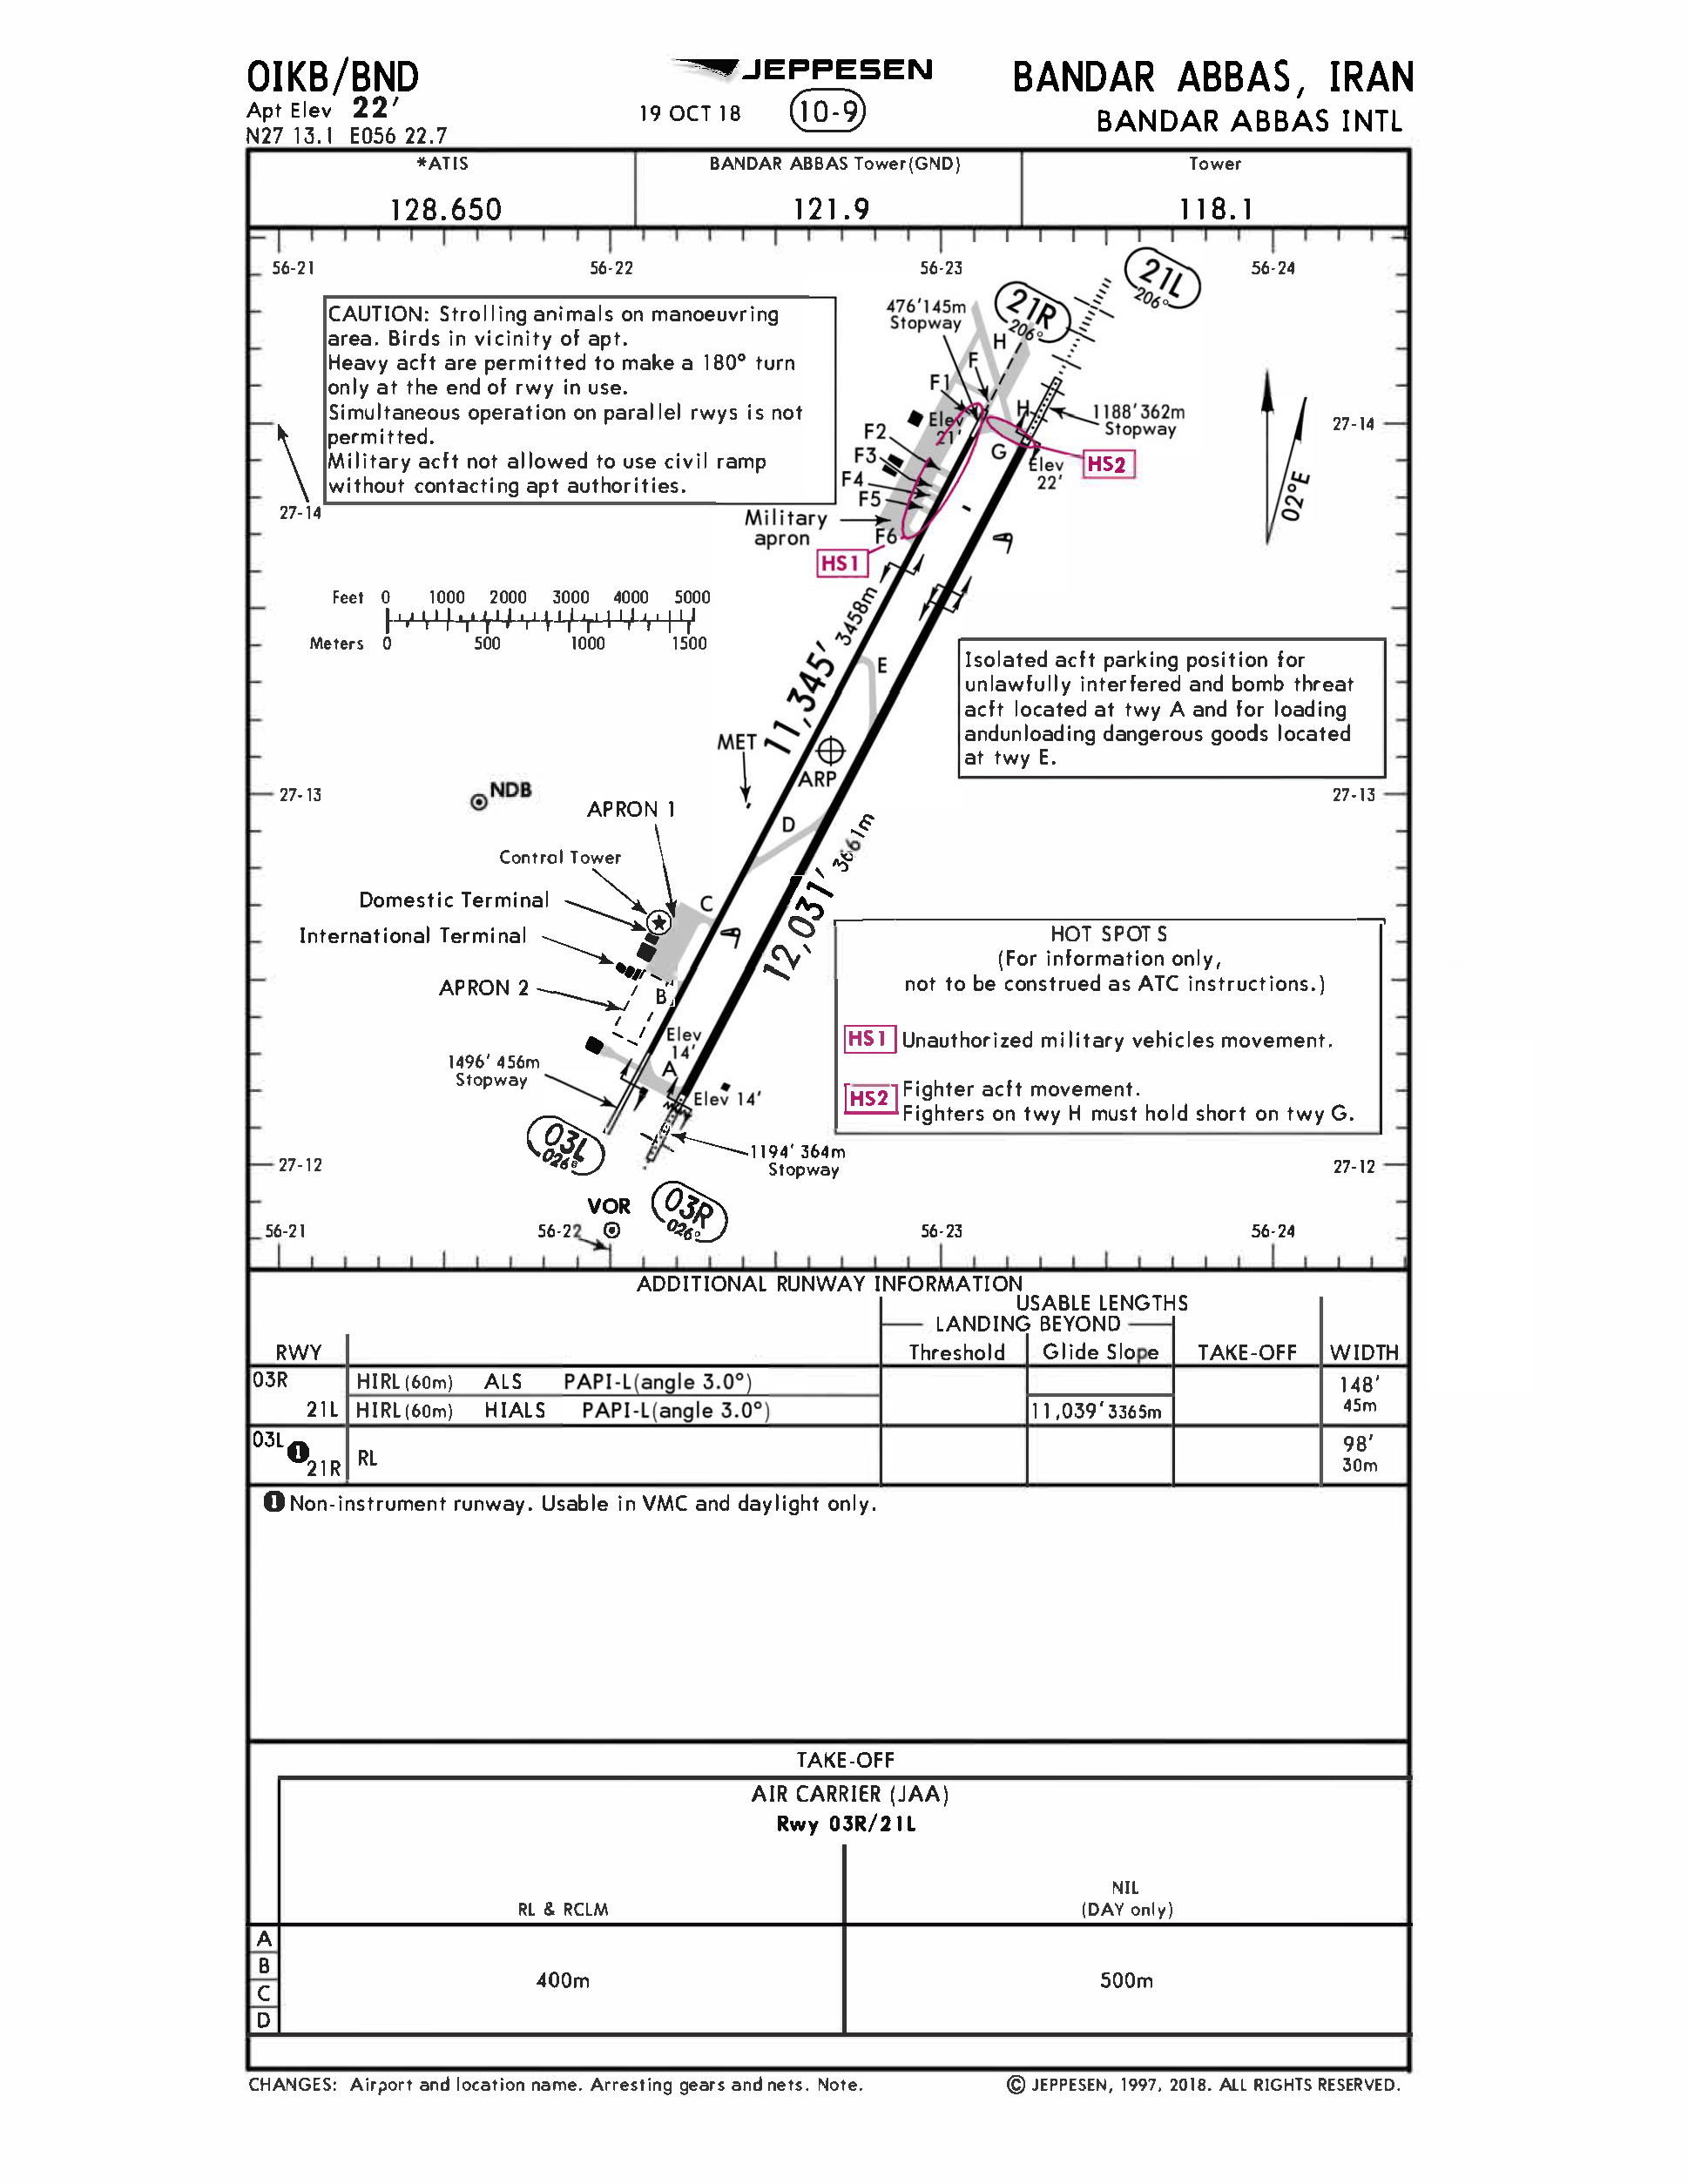 OIKB/BND
Apt Elev 22'
N27 13.1 E056 22.7
JEPPESEN
19 OCT 18 10-9
BANDAR ABBAS, IRAN
BANDAR ABBAS INTL
*ATIS
128.650
BANDAR ABBAS Tower(GND)
121.9
Tower
118.1
56-21 56-22 56-23 56-24
CAUTION: Strolling animals on manoeuvring
area. Birds in vicinity of apt.
Heavy acft are permitted to make a 180° turn
only at the end of rwy in use.
Simultaneous operation on parallel rwys is not
permitted.
Military acft not allowed to use civil ramp
without contacting apt authorities.
476' 145m
Stopway
21R
206°
21L
206°
H
F
F1
Elev
21'
H
1188' 362m
Stopway
27-14
F2
F3
F4
F5
F6
G
Elev
22'
HS2
02°E
27-14
Military
apron
HS1
Feet 0 1000 2000 3000 4000 5000
Meters 0 500 1000 1500
11,345' 3458m
E
Isolated acft parking position for
unlawfully interfered and bomb threat
acft located at twy A and for loading
andunloading dangerous goods located
at twy E.
MET
ARP
27-13
NDB
27-13
APRON 1
D
12,031' 3661m
Control Tower
Domestic Terminal
International Terminal
C
APRON 2
B
HOT SPOTS
(For information only,
not to be construed as ATC instructions.)
HS1 Unauthorized military vehicles movement.
HS2 Fighter acft movement.
Fighters on twy H must hold short on twy G.
Elev
14'
A
1496' 456m
Stopway
Elev 14'
03L
026°
1194' 364m
Stopway
27-12
27-12
VOR
03R
026°
56-21 56-22 56-23 56-24
ADDITIONAL RUNWAY INFORMATION
USABLE LENGTHS
LANDING BEYOND
RWY Threshold Glide Slope TAKE-OFF WIDTH
03R HIRL(60m) ALS PAPI-L(angle 3.0°) 148'
21L HIRL(60m) HIALS PAPI-L(angle 3.0°) 11,039' 3365m 45m
03L 1 98'
21R RL 30m
1 Non-instrument runway. Usable in VMC and daylight only.
TAKE-OFF
AIR CARRIER (JAA)
Rwy 03R/21L
RL & RCLM
NIL
(DAY only)
A
B
C
D
400m
500m
CHANGES: Airport and location name. Arresting gears and nets. Note.
© JEPPESEN, 1997, 2018. ALL RIGHTS RESERVED.